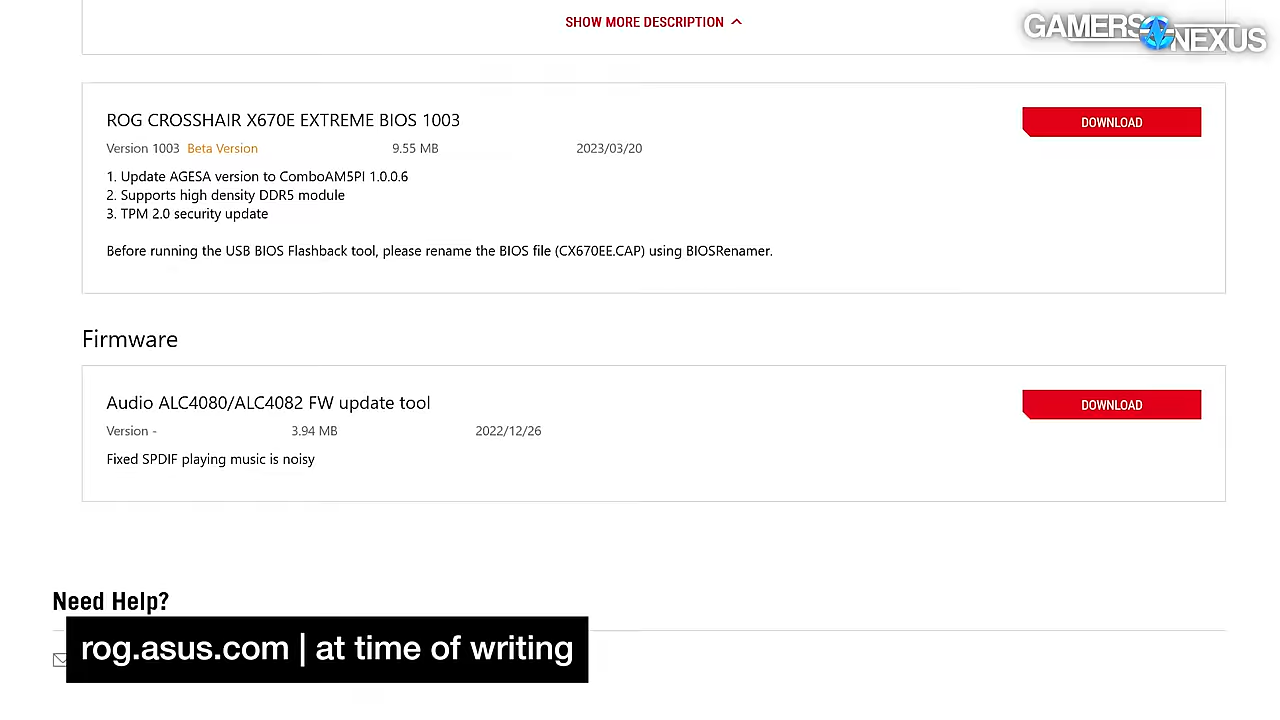 SHOW MORE DESCRIPTION
GAMERS NEXUS
ROG CROSSHAIR X670E EXTREME BIOS 1003
DOWNLOAD
Version 1003 Beta Version 9.55 MB 2023/03/20
1. Update AGESA version to ComboAM5PI 1.0.0.6
2. Supports high density DDR5 module
3. TPM 2.0 security update
Before running the USB BIOS Flashback tool, please rename the BIOS file (CX670EE.CAP) using BIOSRenamer.
Firmware
Audio ALC4080/ALC4082 FW update tool
DOWNLOAD
Version - 3.94 MB 2022/12/26
Fixed SPDIF playing music is noisy
Need Help?
rog.asus.com | at time of writing